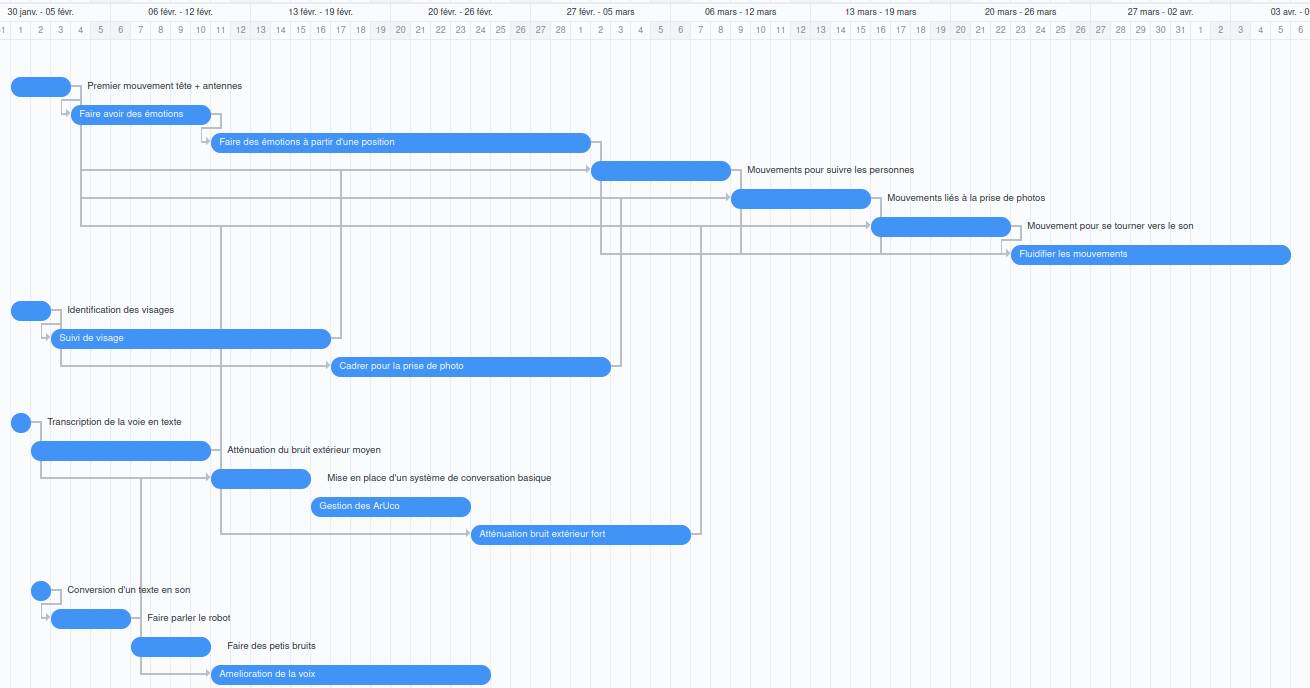 30 janv. - 05 févr. 06 févr. - 12 févr. 13 févr. - 19 févr. 20 févr. - 26 févr. 27 févr. - 05 mars 06 mars - 12 mars 13 mars - 19 mars 20 mars - 26 mars 27 mars - 02 avr. 03 avr. - 0
31 1 2 3 4 5 6 7 8 9 10 11 12 13 14 15 16 17 18 19 20 21 22 23 24 25 26 27 28 1 2 3 4 5 6 7 8 9 10 11 12 13 14 15 16 17 18 19 20 21 22 23 24 25 26 27 28 29 30 31 1 2 3 4 5 6
Premier mouvement tête + antennes
Faire avoir des émotions
Faire des émotions à partir d'une position
Mouvements pour suivre les personnes
Mouvements liés à la prise de photos
Mouvement pour se tourner vers le son
Fluidifier les mouvements
Identification des visages
Suivi de visage
Cadrer pour la prise de photo
Transcription de la voie en texte
Atténuation du bruit extérieur moyen
Mise en place d'un système de conversation basique
Gestion des ArUco
Atténuation bruit extérieur fort
Conversion d'un texte en son
Faire parler le robot
Faire des petis bruits
Amelioration de la voix